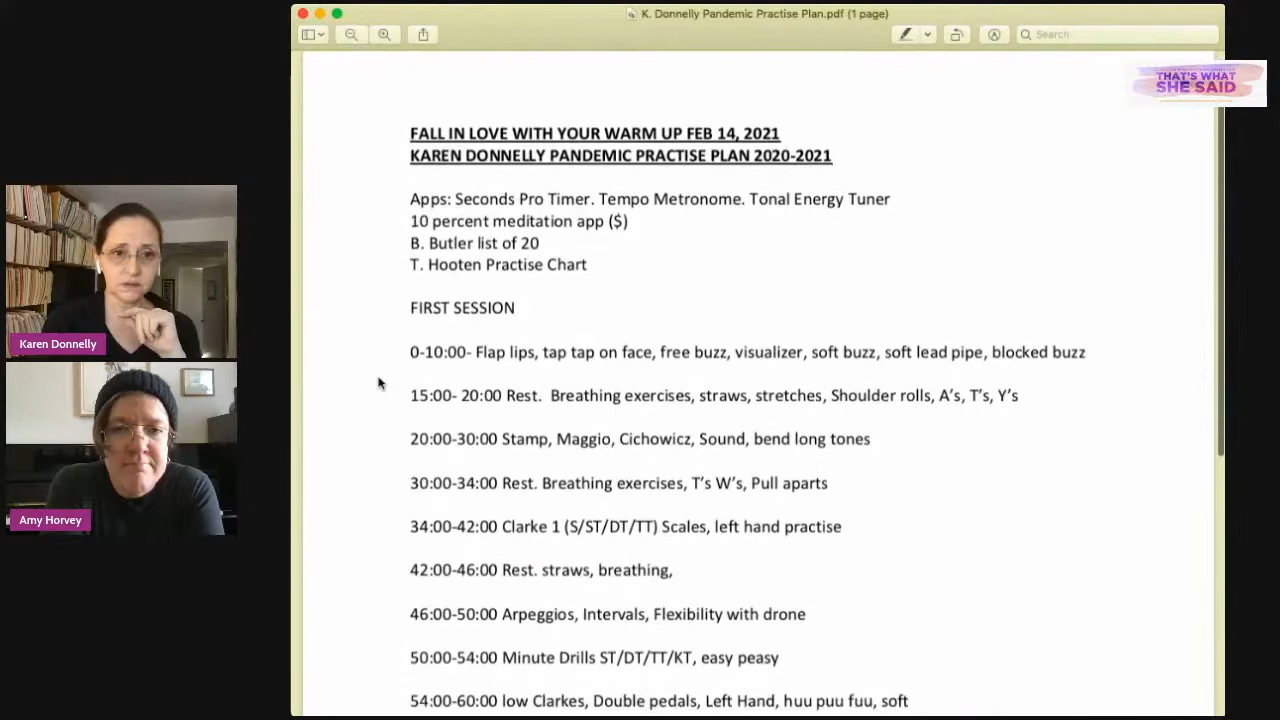 K. Donnelly Pandemic Practise Plan.pdf (1 page)
Search
THAT'S WHAT
SHE SAID
FALL IN LOVE WITH YOUR WARM UP FEB 14, 2021
KAREN DONNELLY PANDEMIC PRACTISE PLAN 2020-2021
Apps: Seconds Pro Timer. Tempo Metronome. Tonal Energy Tuner
10 percent meditation app ($)
B. Butler list of 20
T. Hooten Practise Chart
FIRST SESSION
0-10:00- Flap lips, tap tap on face, free buzz, visualizer, soft buzz, soft lead pipe, blocked buzz
15:00- 20:00 Rest.  Breathing exercises, straws, stretches, Shoulder rolls, A's, T's, Y's
20:00-30:00 Stamp, Maggio, Cichowicz, Sound, bend long tones
30:00-34:00 Rest. Breathing exercises, T's W's, Pull aparts
34:00-42:00 Clarke 1 (S/ST/DT/TT) Scales, left hand practise
42:00-46:00 Rest. straws, breathing,
46:00-50:00 Arpeggios, Intervals, Flexibility with drone
50:00-54:00 Minute Drills ST/DT/TT/KT, easy peasy
54:00-60:00 low Clarkes, Double pedals, Left Hand, huu puu fuu, soft
Karen Donnelly
Amy Horvey